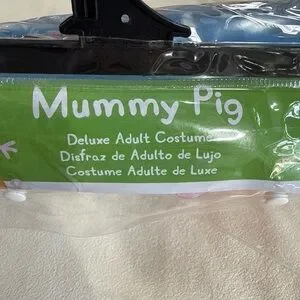 Mummy Pig
Deluxe Adult Costume
Disfraz de Adulto de Lujo
Costume Adulte de Luxe